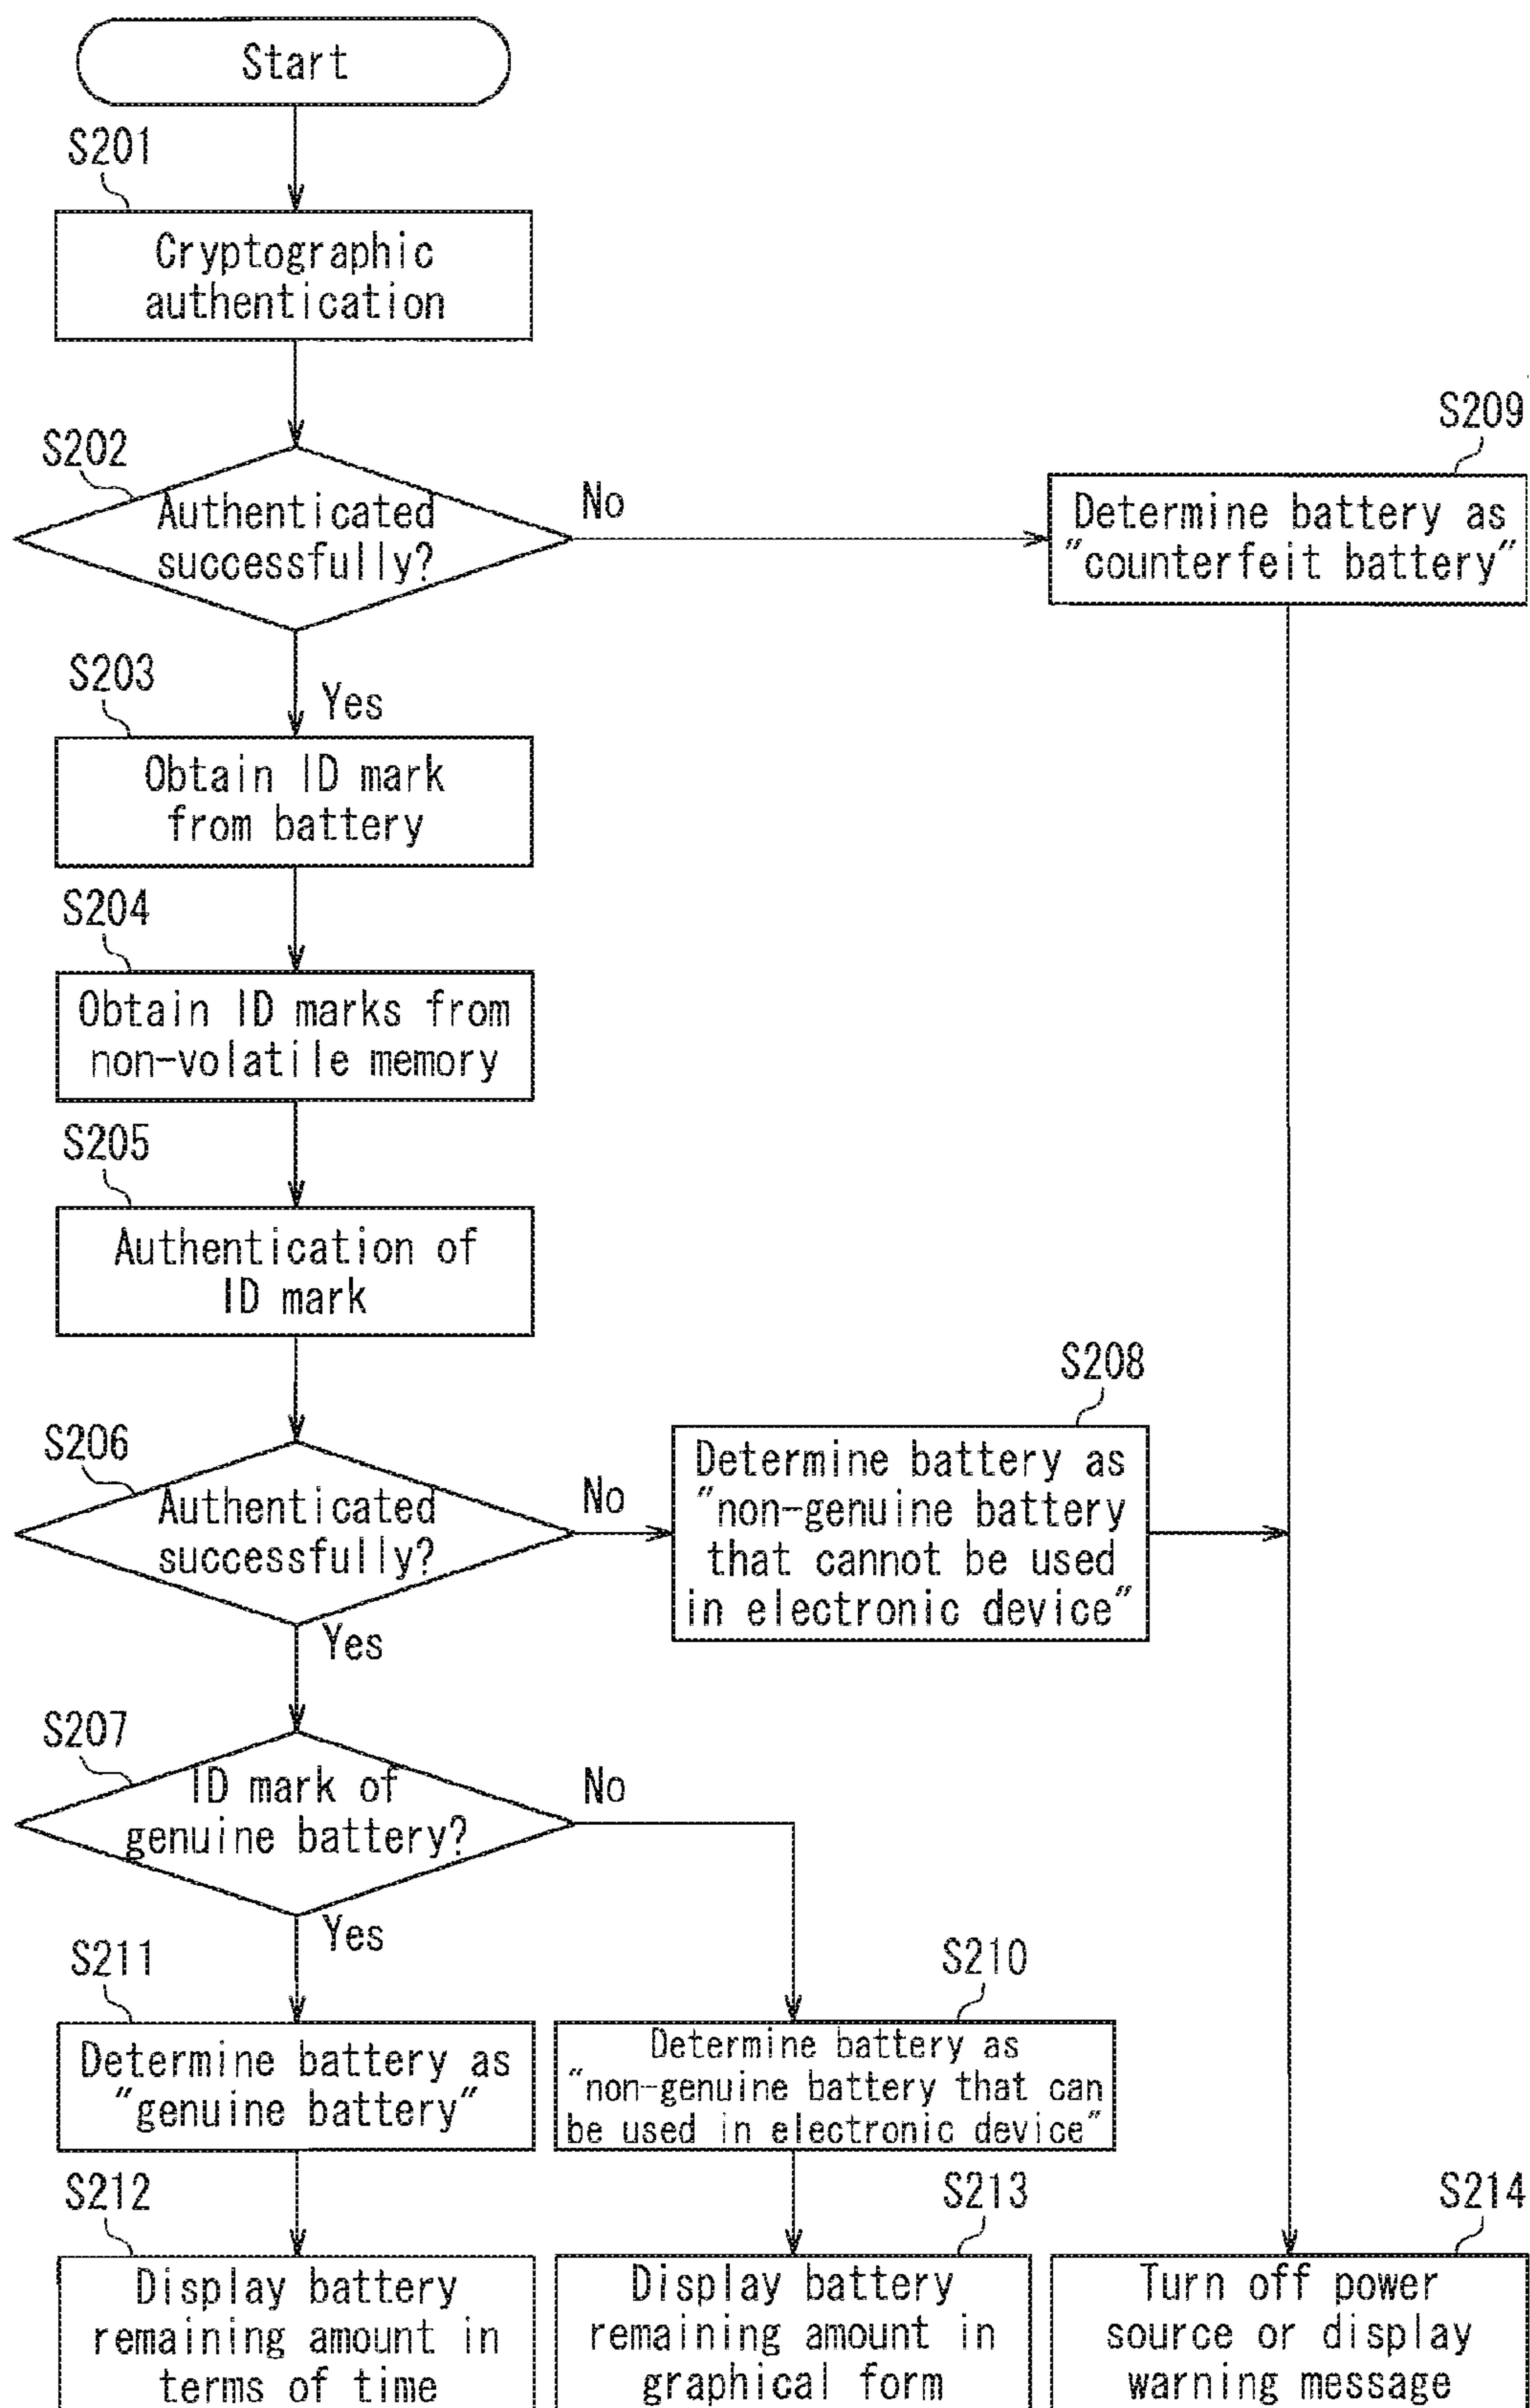 Start
S201
Cryptographic
authentication
S202
Authenticated
successfully?
No
S209
Determine battery as
"counterfeit battery"
Yes
S203
Obtain ID mark
from battery
S204
Obtain ID marks from
non-volatile memory
S205
Authentication of
ID mark
S206
Authenticated
successfully?
No
S208
Determine battery as
"non-genuine battery
that cannot be used
in electronic device"
Yes
S207
ID mark of
genuine battery?
No
Yes
S211
Determine battery as
"genuine battery"
S210
Determine battery as
"non-genuine battery that can
be used in electronic device"
S212
Display battery
remaining amount in
terms of time
S213
Display battery
remaining amount in
graphical form
S214
Turn off power
source or display
warning message